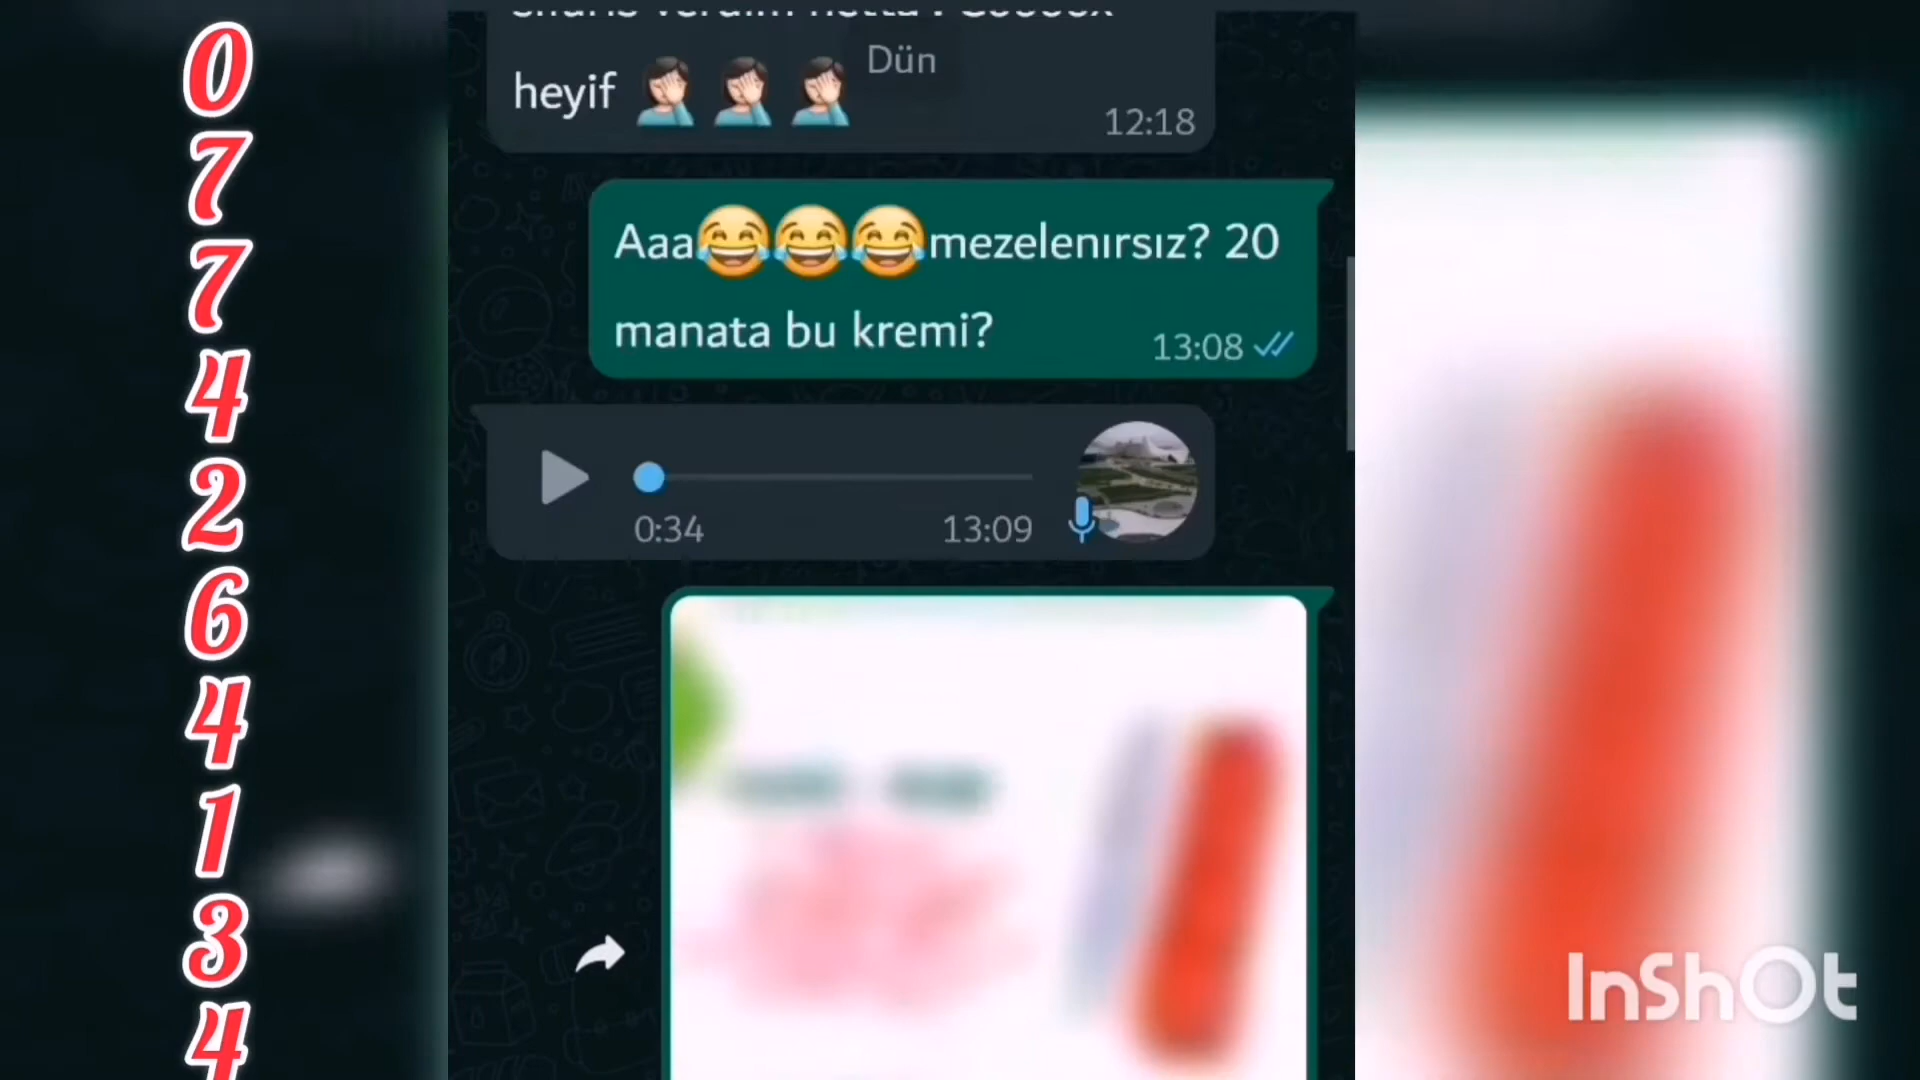 heyif 🤦🏻‍♀️ 🤦🏻‍♀️ 🤦🏻‍♀️
Dün
12:18
Aaa😂😂😂mezelenırsız? 20
manata bu kremi?
13:08
0:34
13:09
0
7
7
4
2
6
4
1
3
4
InShOt